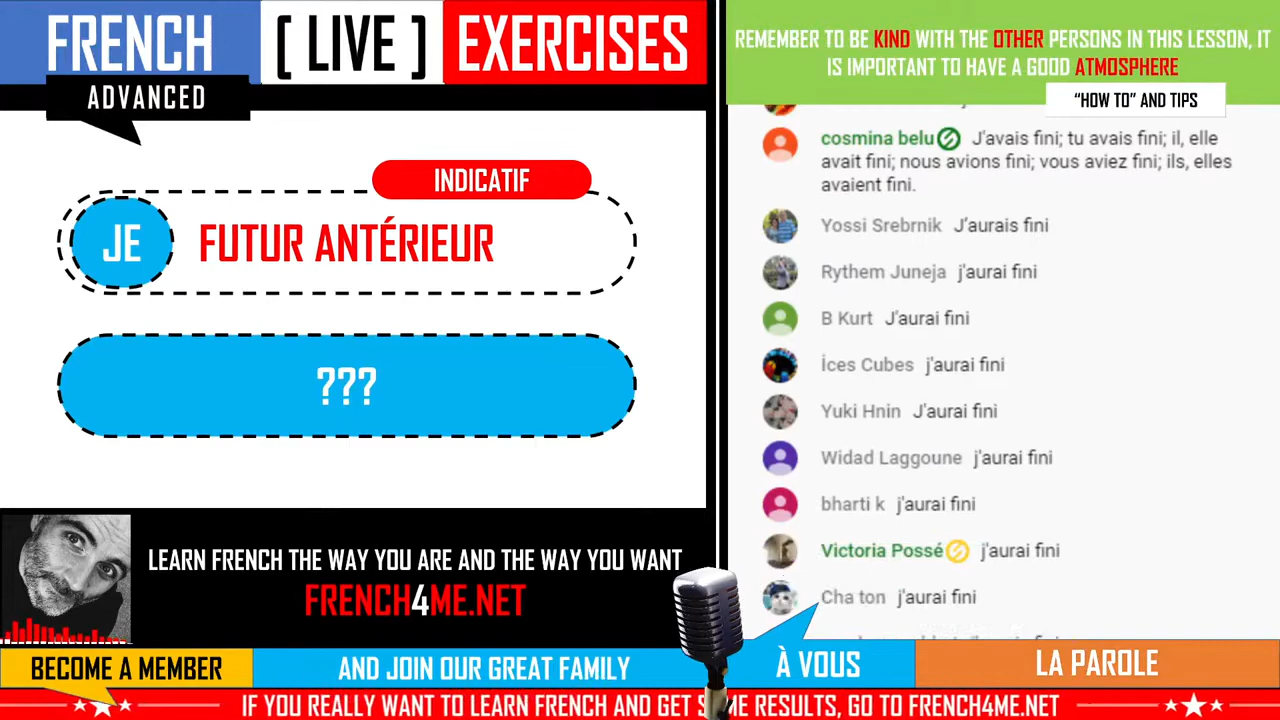 FRENCH [ LIVE ] EXERCISES
ADVANCED
INDICATIF
JE FUTUR ANTÉRIEUR
???
LEARN FRENCH THE WAY YOU ARE AND THE WAY YOU WANT
FRENCH4ME.NET
REMEMBER TO BE KIND WITH THE OTHER PERSONS IN THIS LESSON, IT
IS IMPORTANT TO HAVE A GOOD ATMOSPHERE
"HOW TO" AND TIPS
cosmina belu J'avais fini; tu avais fini; il, elle
avait fini; nous avions fini; vous aviez fini; ils, elles
avaient fini.
Yossi Srebrnik J'aurais fini
Rythem Juneja j'aurai fini
B Kurt J'aurai fini
İces Cubes j'aurai fini
Yuki Hnin J'aurai fini
Widad Laggoune j'aurai fini
bharti k j'aurai fini
Victoria Possé j'aurai fini
Cha ton j'aurai fini
BECOME A MEMBER AND JOIN OUR GREAT FAMILY À VOUS LA PAROLE
IF YOU REALLY WANT TO LEARN FRENCH AND GET S ME RESULTS, GO TO FRENCH4ME.NET